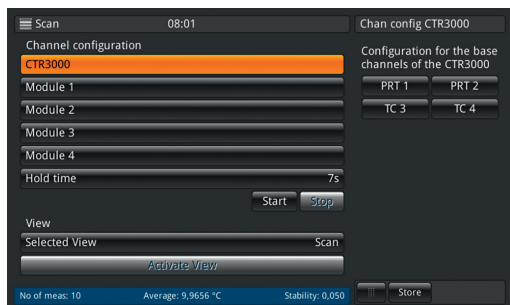 Scan 08:01
Channel configuration
CTR3000
Module 1
Module 2
Module 3
Module 4
Hold time 7s
Start Stop
View
Selected View Scan
Activate View
No of meas: 10 Average: 9,9656 °C Stability: 0,050
Chan config CTR3000
Configuration for the base
channels of the CTR3000
PRT 1 PRT 2
TC 3 TC 4
Store